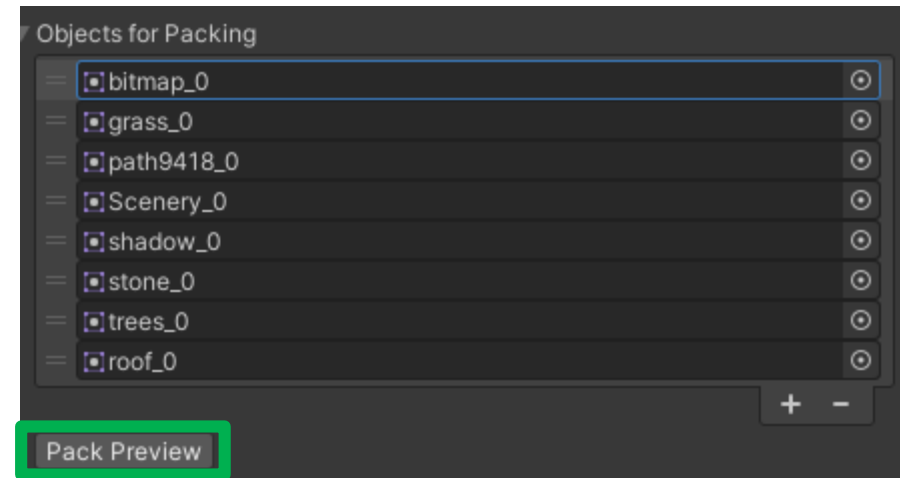 Objects for Packing
bitmap_0
grass_0
path9418_0
Scenery_0
shadow_0
stone_0
trees_0
roof_0
+ -
Pack Preview